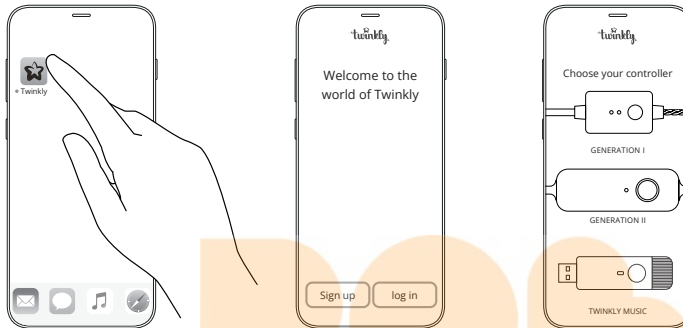 Twinkly
twinkly
Welcome to the
world of Twinkly
Sign up
log in
twinkly
Choose your controller
GENERATION I
GENERATION II
TWINKLY MUSIC